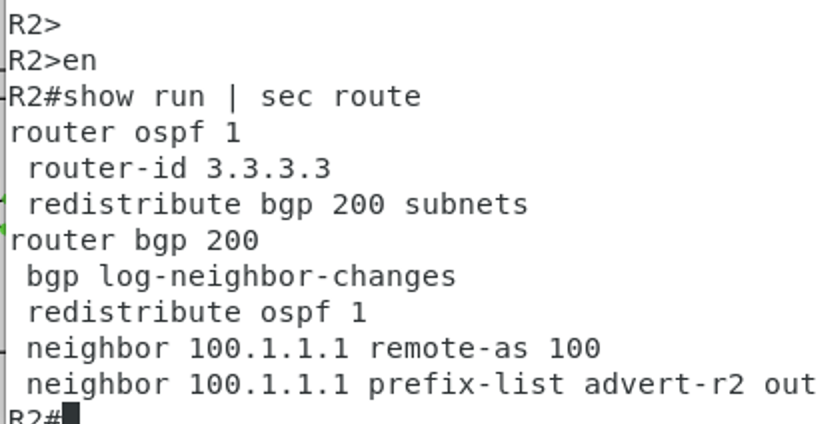 R2>
R2>en
R2#show run | sec route
router ospf 1
 router-id 3.3.3.3
 redistribute bgp 200 subnets
router bgp 200
 bgp log-neighbor-changes
 redistribute ospf 1
 neighbor 100.1.1.1 remote-as 100
 neighbor 100.1.1.1 prefix-list advert-r2 out
R2#